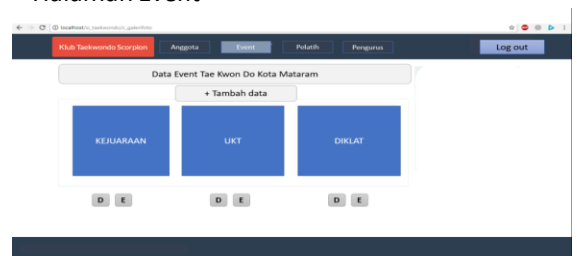 Halaman Event
Klub Taekwondo Scorpion Anggota Event Pelatih Pengurus Log out
Data Event Tae Kwon Do Kota Mataram
+ Tambah data
KEJUARAAN UKT DIKLAT
D E D E D E